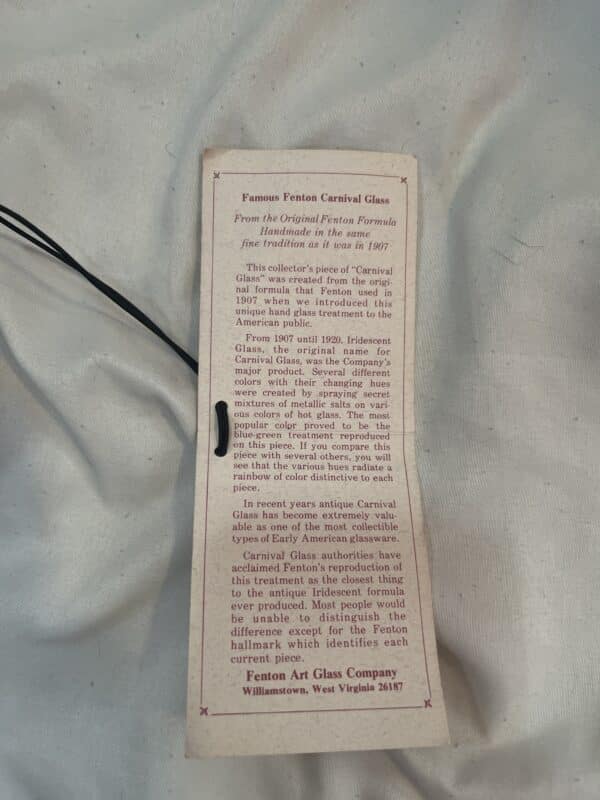 Famous Fenton Carnival Glass
From the Original Fenton Formula
Handmade in the same
fine tradition as it was in 1907
This collector's piece of "Carnival
Glass" was created from the origi-
nal formula that Fenton used in
1907 when we introduced this
unique hand glass treatment to the
American public.
From 1907 until 1920, Iridescent
Glass, the original name for
Carnival Glass, was the Company's
major product. Several different
colors with their changing hues
were created by spraying secret
mixtures of metallic salts on vari-
ous colors of hot glass. The most
popular color proved to be the
blue-green treatment reproduced
on this piece. If you compare this
piece with several others, you will
see that the various hues radiate a
rainbow of color distinctive to each
piece.
In recent years antique Carnival
Glass has become extremely valu-
able as one of the most collectible
types of Early American glassware.
Carnival Glass authorities have
acclaimed Fenton's reproduction of
this treatment as the closest thing
to the antique Iridescent formula
ever produced. Most people would
be unable to distinguish the
difference except for the Fenton
hallmark which identifies each
current piece.
Fenton Art Glass Company
Williamstown, West Virginia 26187